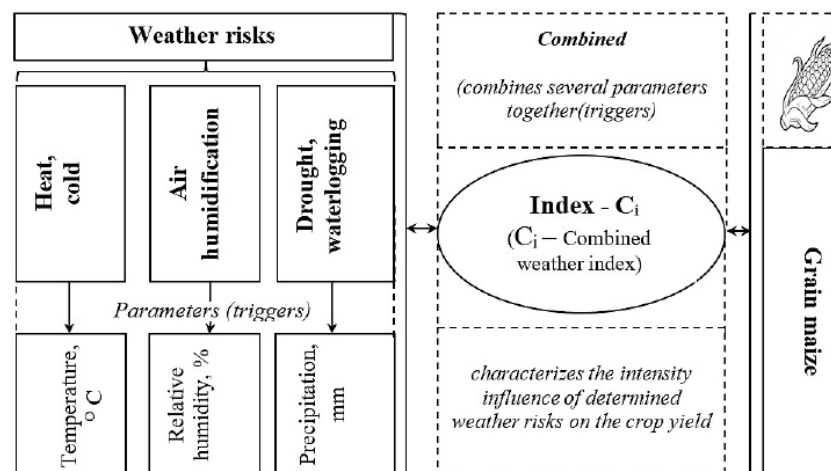 Weather risks
Heat,
cold
Air
humidification
Drought,
waterlogging
Parameters (triggers)
Temperature,
°C
Relative
humidity, %
Precipitation,
mm
Combined
(combines several parameters
together(triggers)
Index - Cᵢ
(Cᵢ – Combined
weather index)
characterizes the intensity
influence of determined
weather risks on the crop yield
Grain maize